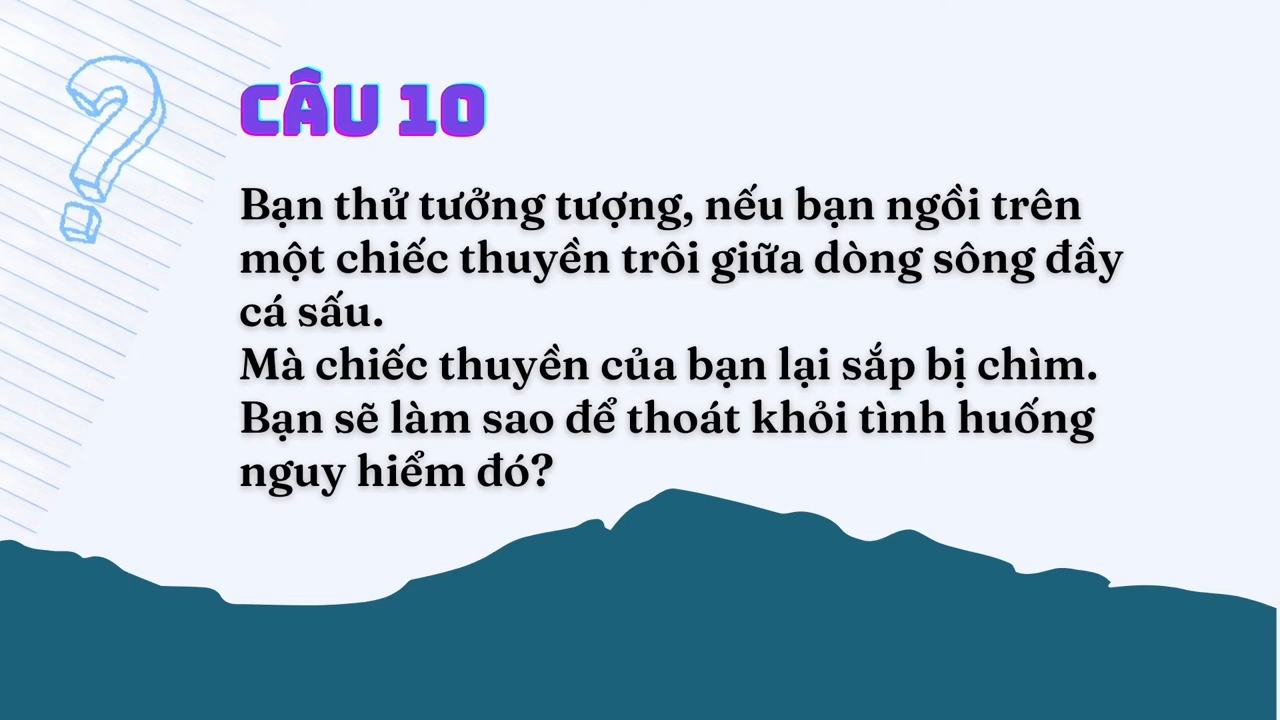 CÂU 10
Bạn thử tưởng tượng, nếu bạn ngồi trên
một chiếc thuyền trôi giữa dòng sông đầy
cá sấu.
Mà chiếc thuyền của bạn lại sắp bị chìm.
Bạn sẽ làm sao để thoát khỏi tình huống
nguy hiểm đó?